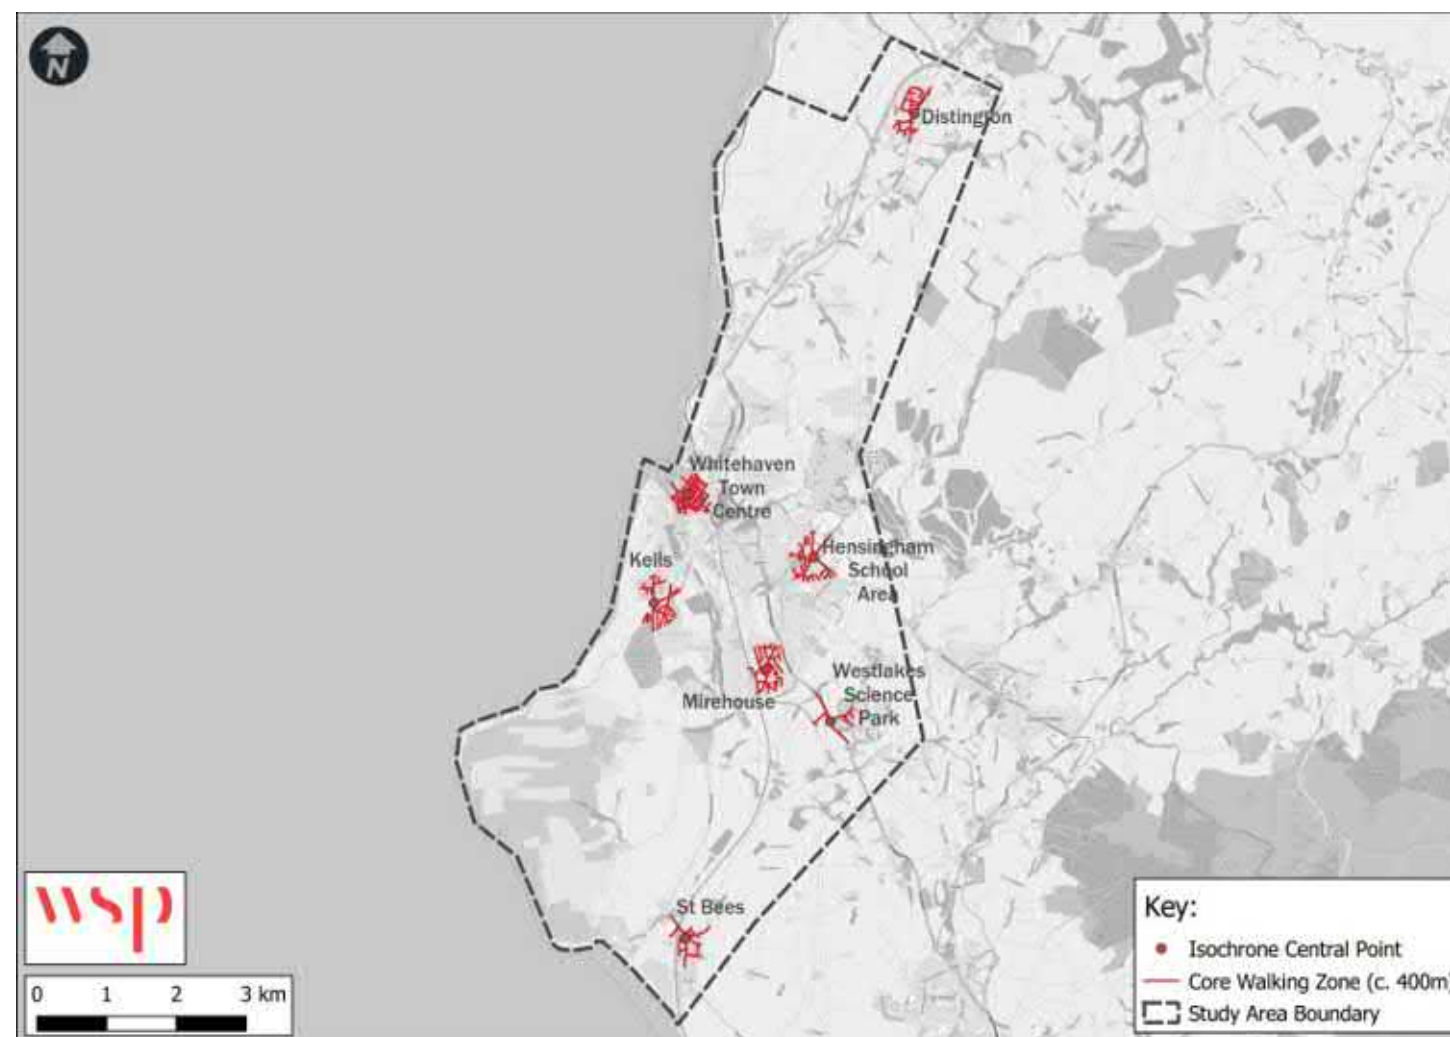 N
Distington
Whitehaven
Town
Centre
Kells
Hensingham
School
Area
Mirehouse
Westlakes
Science
Park
St Bees
wsp
0 1 2 3 km
Key:
Isochrone Central Point
Core Walking Zone (c. 400m)
Study Area Boundary